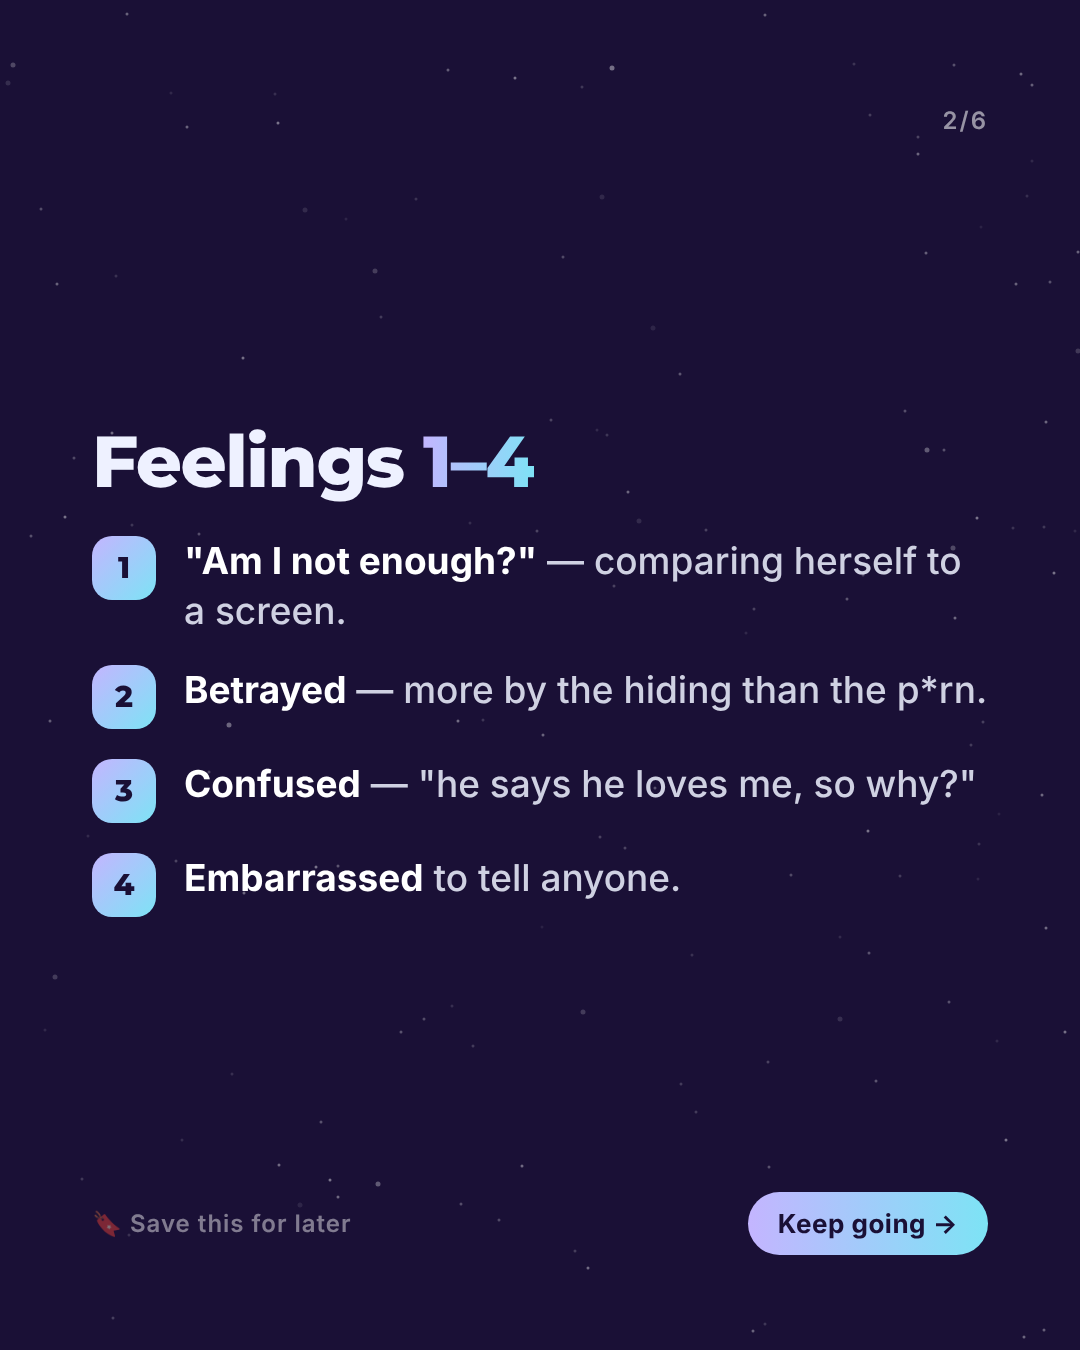 2/6
Feelings 1–4
1 "Am I not enough?" — comparing herself to
a screen.
2 Betrayed — more by the hiding than the p*rn.
3 Confused — "he says he loves me, so why?"
4 Embarrassed to tell anyone.
🔖 Save this for later
Keep going →